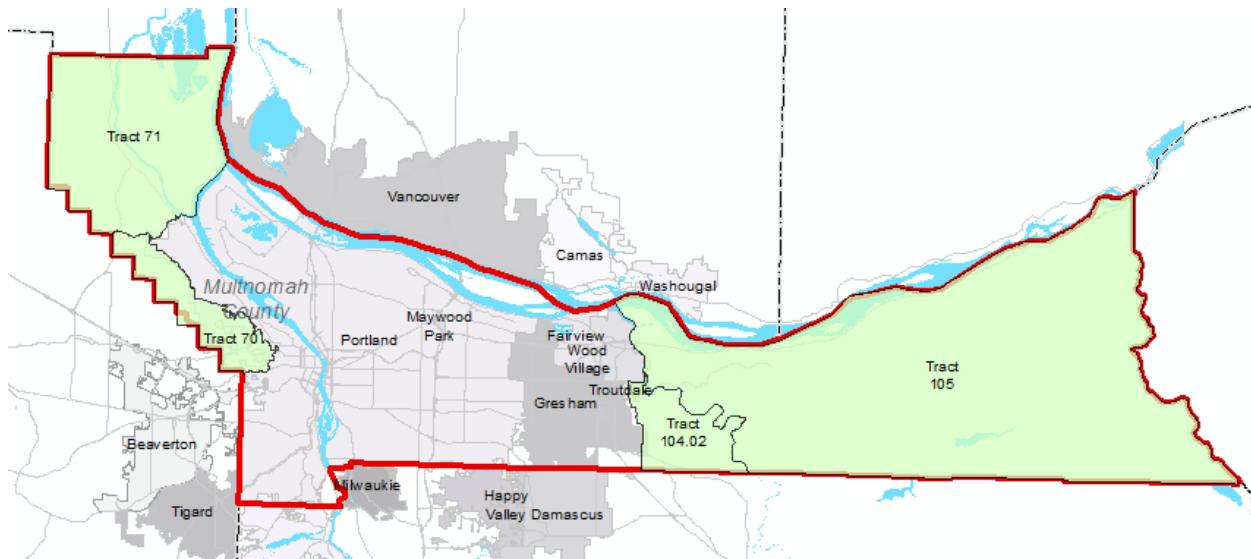 Tract 71
Vancouver
Camas
Washougal
Multnomah
County
Maywood
Park
Portland
Tract 70
Fairview
Wood
Village
Troutdale
Gresham
Tract
105
Tract
104.02
Beaverton
Milwaukie
Tigard
Happy
Valley
Damascus